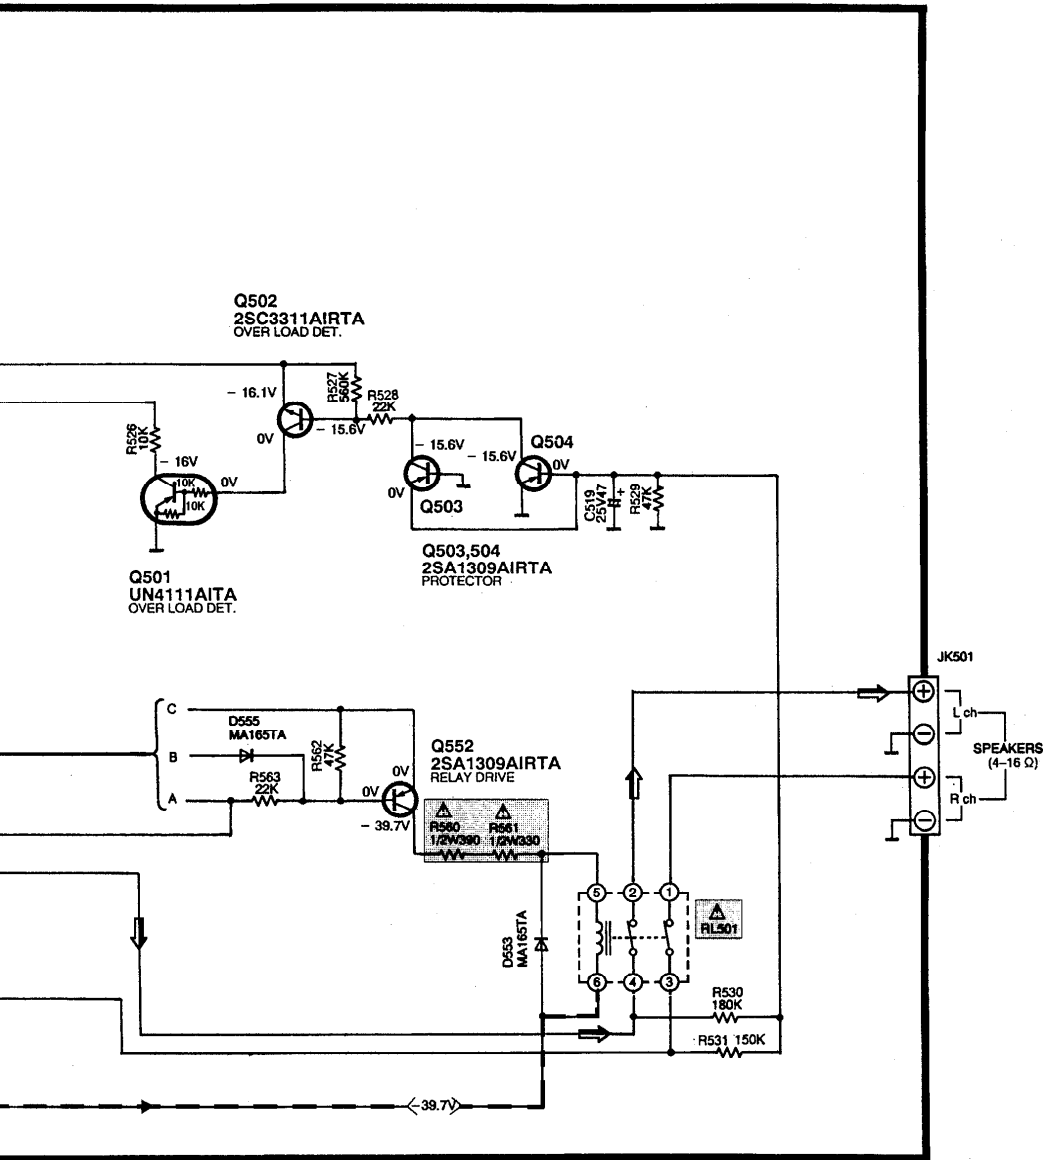 Q502
2SC3311AIRTA
OVER LOAD DET.
– 16.1V
R527
560K
R528
22K
R526
10K
0V
– 15.6V
– 15.6V
– 15.6V
Q504
0V
– 16V
10K
10K
0V
0V
Q503
C519
25V47
+
R529
47K
Q503,504
2SA1309AIRTA
PROTECTOR
Q501
UN4111AITA
OVER LOAD DET.
JK501
C
D555
MA165TA
B
R562
47K
R563
22K
A
0V
0V
– 39.7V
Q552
2SA1309AIRTA
RELAY DRIVE
R560
1/2W390
R561
1/2W330
+
L ch
–
SPEAKERS
(4–16 Ω)
+
R ch
–
5
2
1
RL501
D553
MA165TA
6
4
3
R530
180K
R531 150K
–39.7V